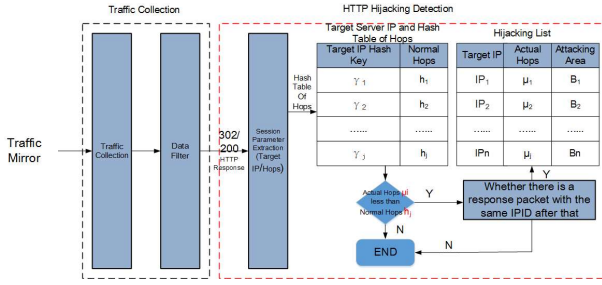 Traffic Collection
HTTP Hijacking Detection
Traffic
Mirror
Traffic
Collection
Data
Filter
302/
200
HTTP
Response
Session
Parameter
Extraction
(Target
IP/Hops)
Hash
Table
Of
Hops
Target Server IP and Hash
Table of Hops
Target IP Hash
Key
Normal
Hops
γ 1
h1
γ 2
h2
......
......
γ j
hj
Hijacking List
Target IP
Actual
Hops
Attacking
Area
IP1
μ1
B1
IP2
μ2
B2
......
......
......
IPn
μj
Bn
Actual Hops μi
less than
Normal Hops hj
Y
Y
Whether there is a
response packet with the
same IPID after that
N
N
END